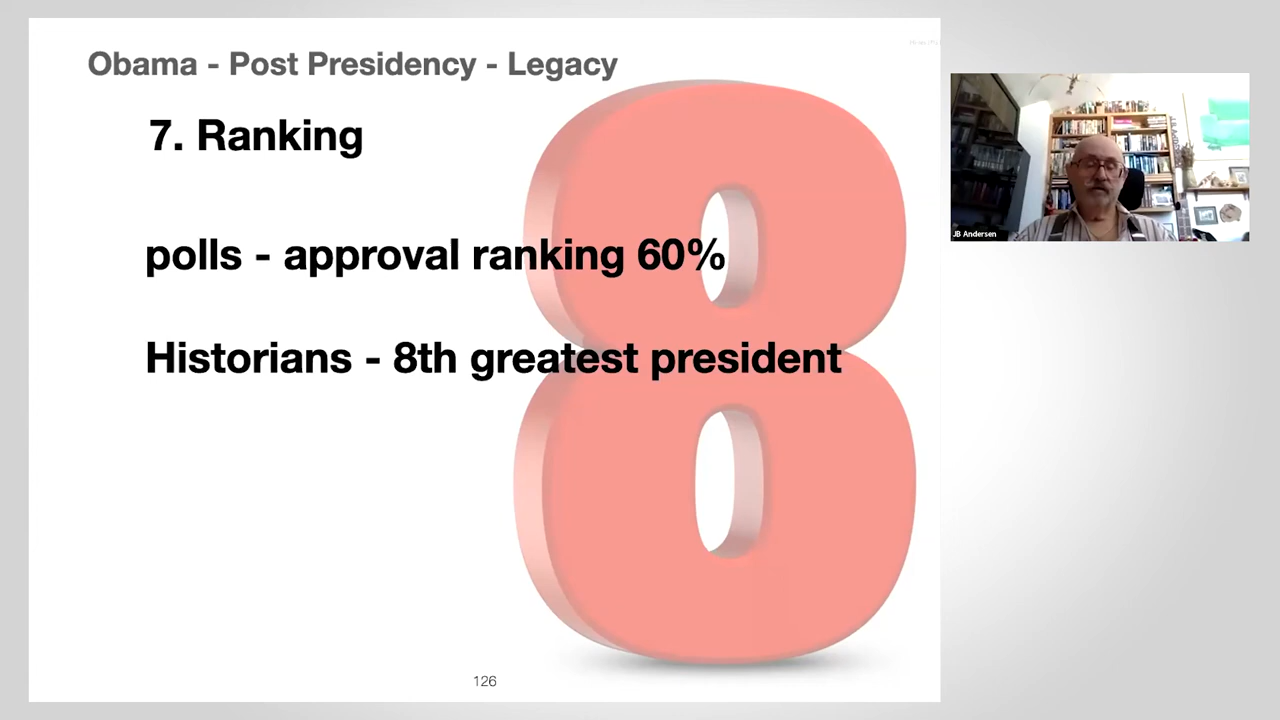 Obama - Post Presidency - Legacy
7. Ranking
polls - approval ranking 60%
Historians - 8th greatest president
126
JB Andersen